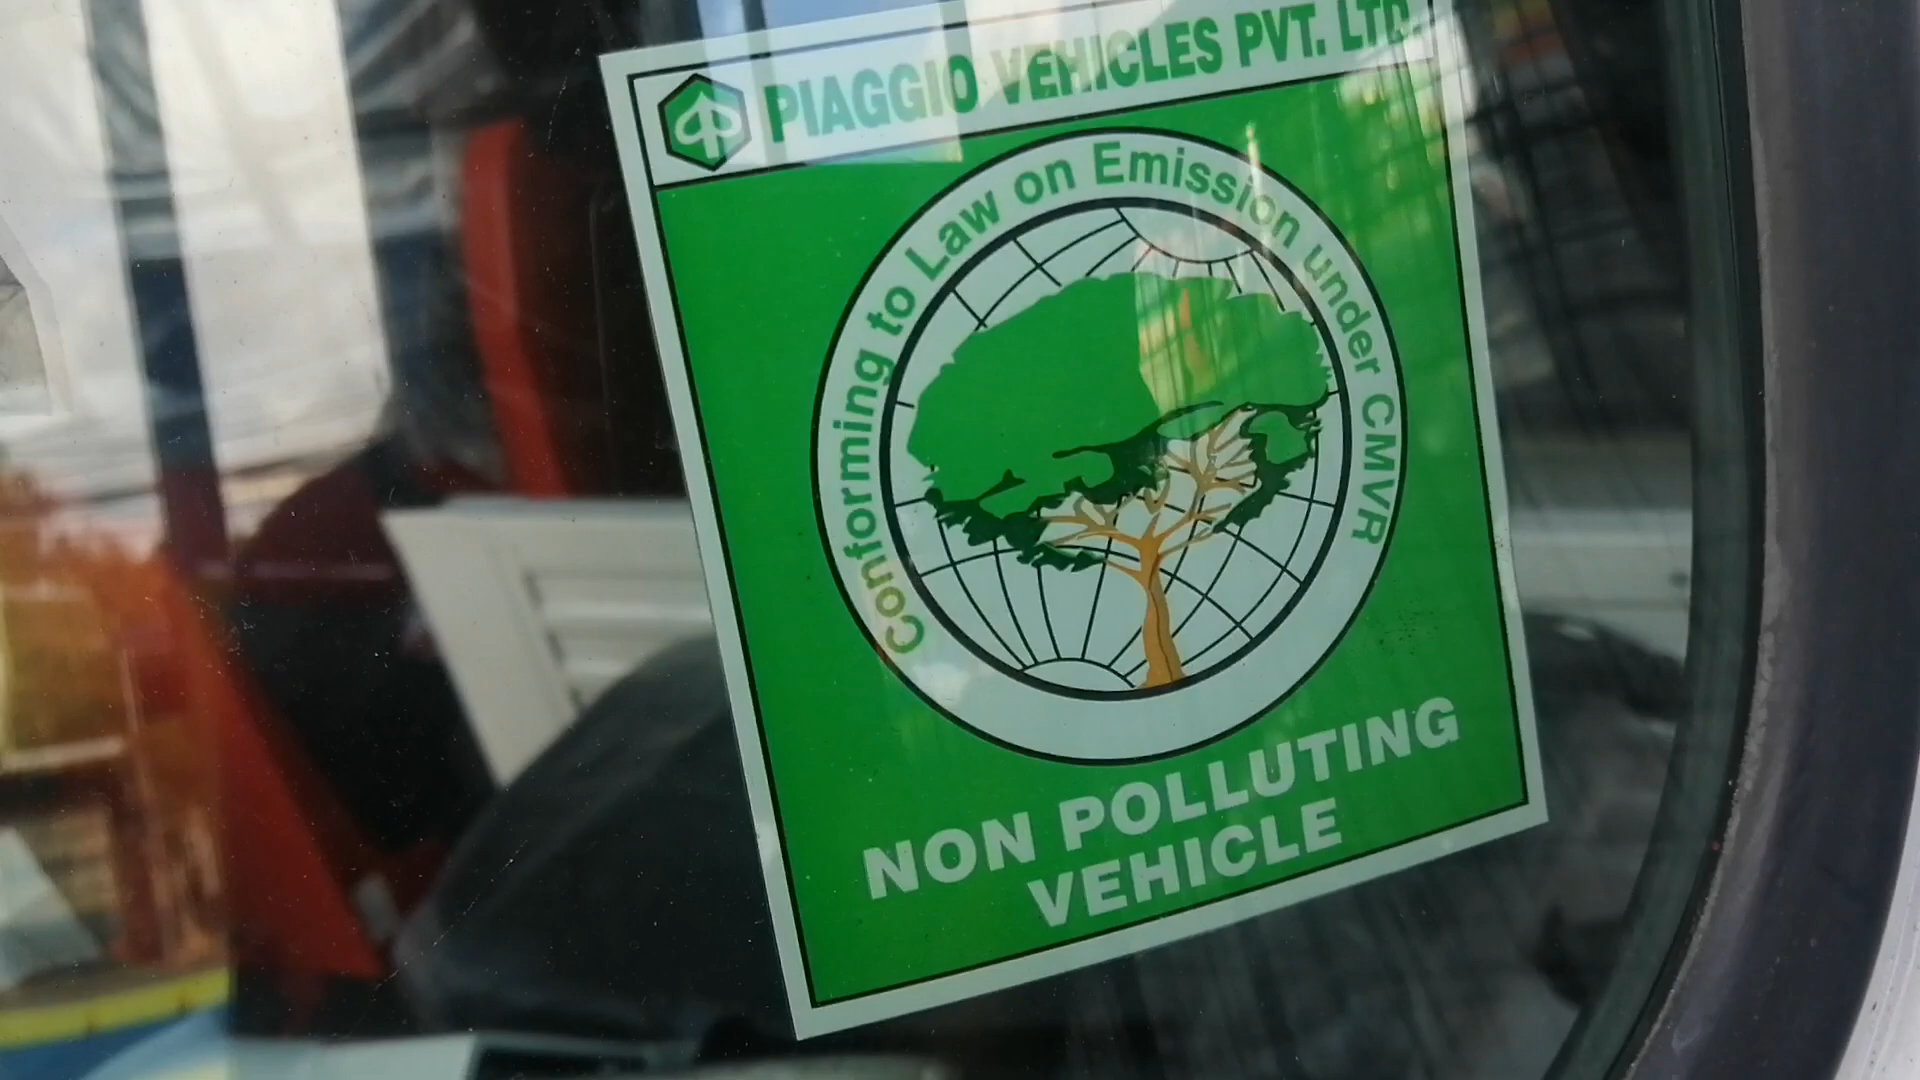 PIAGGIO VEHICLES PVT. LTD.
Conforming to Law on Emission under CMVR
NON POLLUTING
VEHICLE